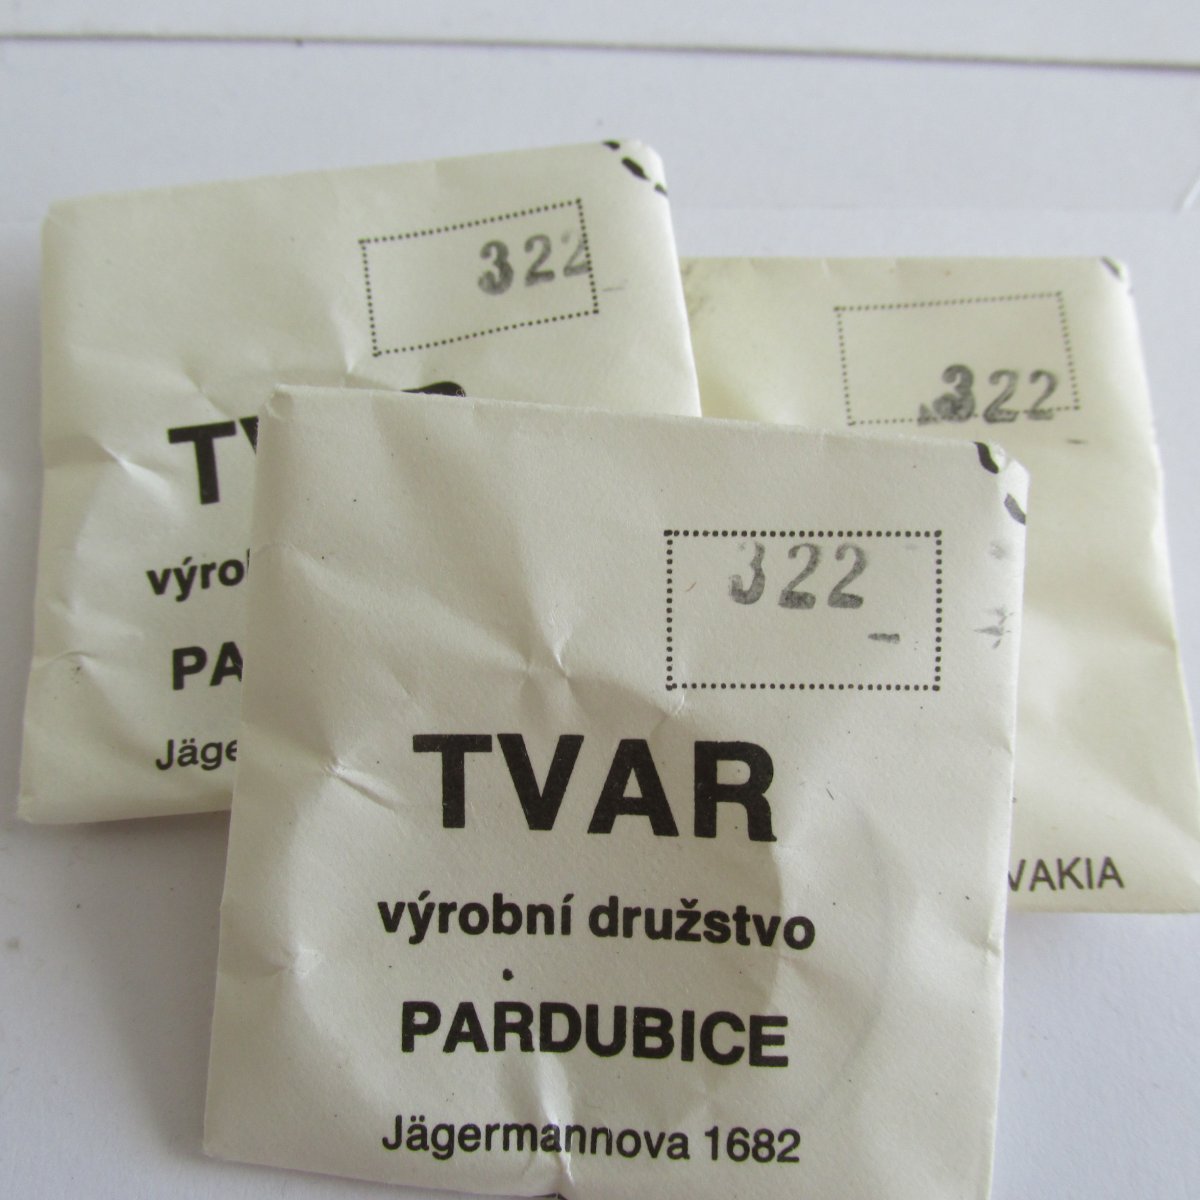 322
TV
výrob
PA
Jäge
322
VAKIA
322
TVAR
výrobní družstvo
PARDUBICE
Jägermannova 1682